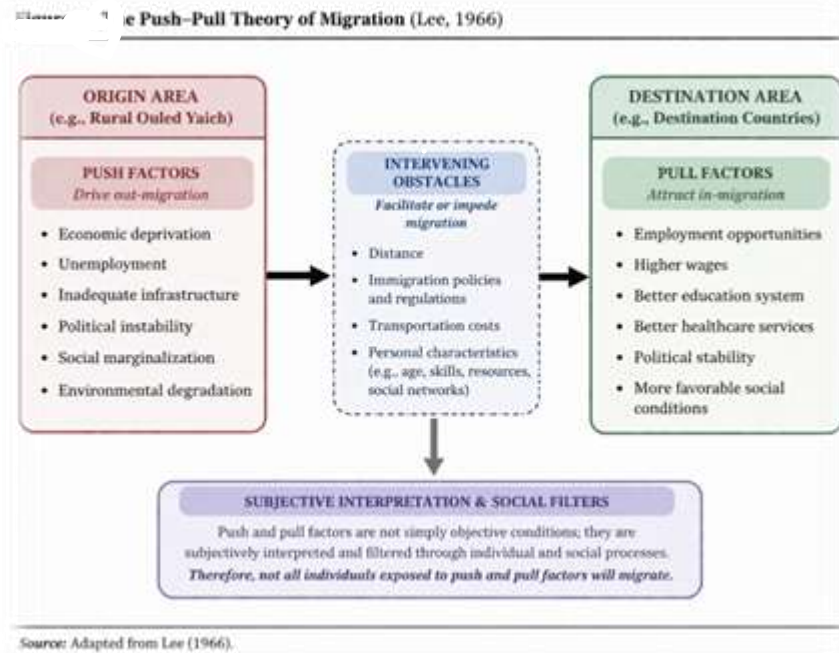 Push–Pull Theory of Migration (Lee, 1966)
ORIGIN AREA
(e.g., Rural Ouled Yaich)
PUSH FACTORS
Drive out-migration
• Economic deprivation
• Unemployment
• Inadequate infrastructure
• Political instability
• Social marginalization
• Environmental degradation
INTERVENING
OBSTACLES
Facilitate or impede
migration
• Distance
• Immigration policies
and regulations
• Transportation costs
• Personal characteristics
(e.g., age, skills, resources,
social networks)
DESTINATION AREA
(e.g., Destination Countries)
PULL FACTORS
Attract in-migration
• Employment opportunities
• Higher wages
• Better education system
• Better healthcare services
• Political stability
• More favorable social
conditions
SUBJECTIVE INTERPRETATION & SOCIAL FILTERS
Push and pull factors are not simply objective conditions; they are
subjectively interpreted and filtered through individual and social processes.
Therefore, not all individuals exposed to push and pull factors will migrate.
Source: Adapted from Lee (1966).